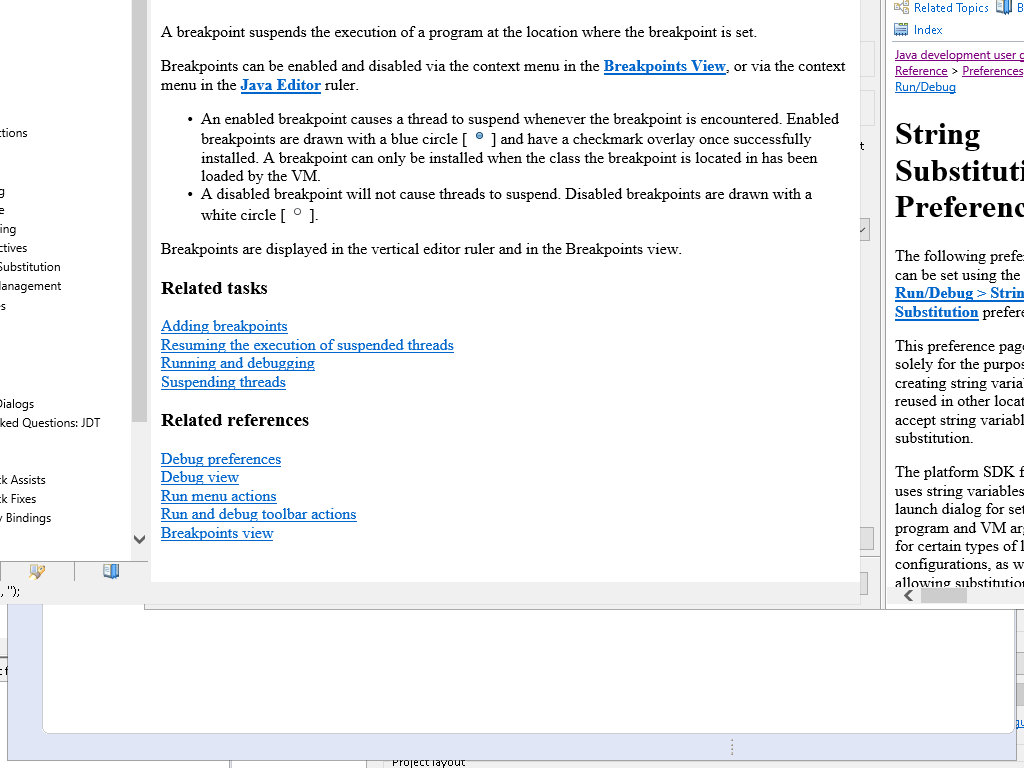 A breakpoint suspends the execution of a program at the location where the breakpoint is set.
Breakpoints can be enabled and disabled via the context menu in the Breakpoints View, or via the context
menu in the Java Editor ruler.
• An enabled breakpoint causes a thread to suspend whenever the breakpoint is encountered. Enabled
breakpoints are drawn with a blue circle [ ] and have a checkmark overlay once successfully
installed. A breakpoint can only be installed when the class the breakpoint is located in has been
loaded by the VM.
• A disabled breakpoint will not cause threads to suspend. Disabled breakpoints are drawn with a
white circle [ ].
Breakpoints are displayed in the vertical editor ruler and in the Breakpoints view.
Related tasks
Adding breakpoints
Resuming the execution of suspended threads
Running and debugging
Suspending threads
Related references
Debug preferences
Debug view
Run menu actions
Run and debug toolbar actions
Breakpoints view
ctions
g
e
ing
ctives
Substitution
Management
s
Dialogs
ked Questions: JDT
k Assists
k Fixes
y Bindings
, ");
Related Topics
B
Index
Java development user g
Reference > Preferences
Run/Debug
String
Substituti
Preferenc
The following prefe
can be set using the
Run/Debug > Strin
Substitution prefere
This preference page
solely for the purpos
creating string varia
reused in other locat
accept string variabl
substitution.
The platform SDK f
uses string variables
launch dialog for set
program and VM arg
for certain types of l
configurations, as w
allowing substitution
t
Project layout